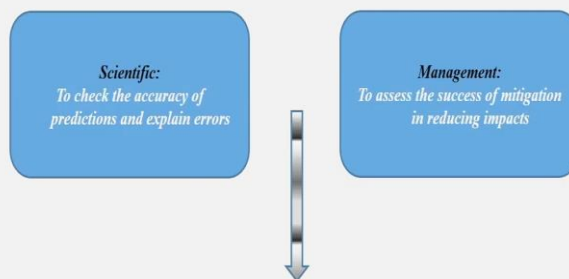 Scientific:
To check the accuracy of
predictions and explain errors
Management:
To assess the success of mitigation
in reducing impacts